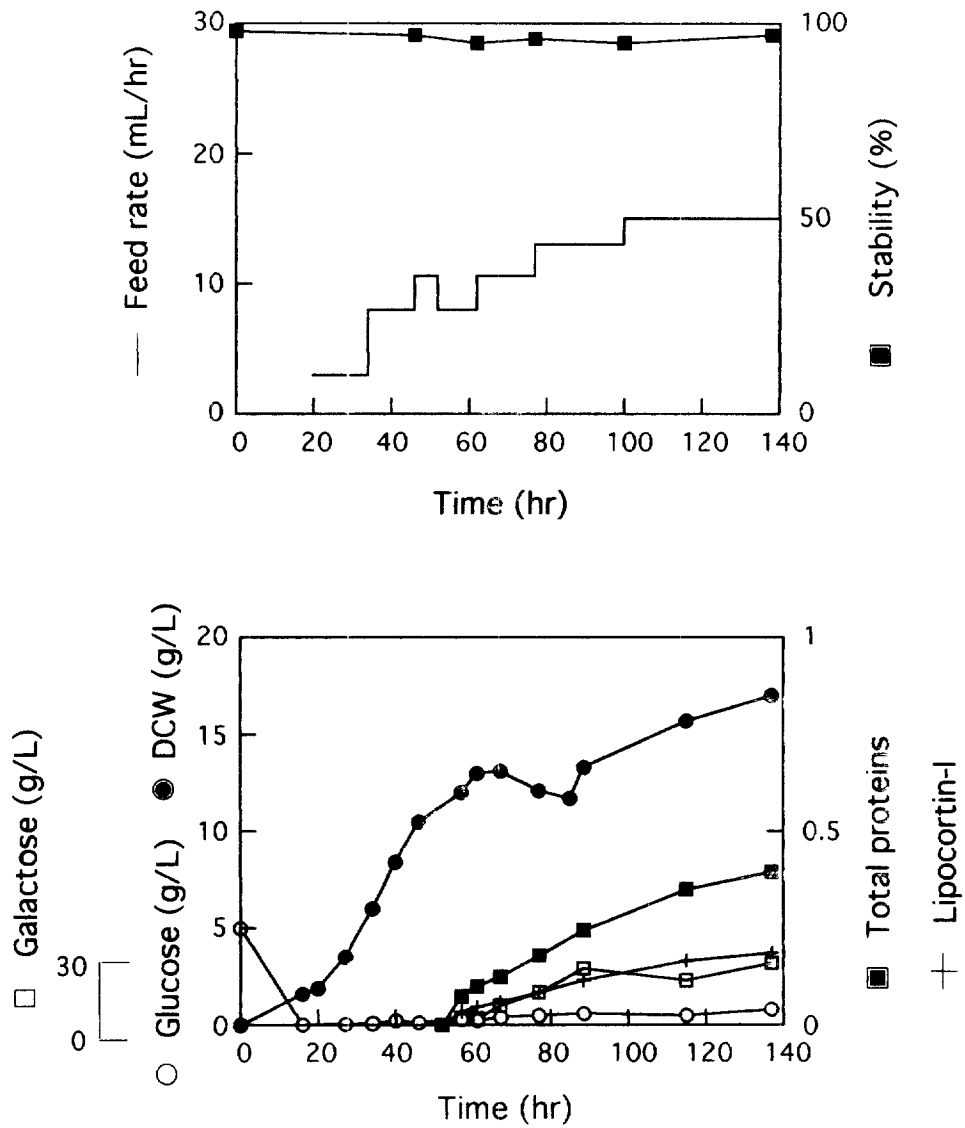 30
20
10
0
— Feed rate (mL/hr)
100
50
0
■ Stability (%)
0 20 40 60 80 100 120 140
Time (hr)
□ Galactose (g/L)
30
0
○ Glucose (g/L) ● DCW (g/L)
20
15
10
5
0
1
0.5
0
■ Total proteins
+ Lipocortin-I
0 20 40 60 80 100 120 140
Time (hr)